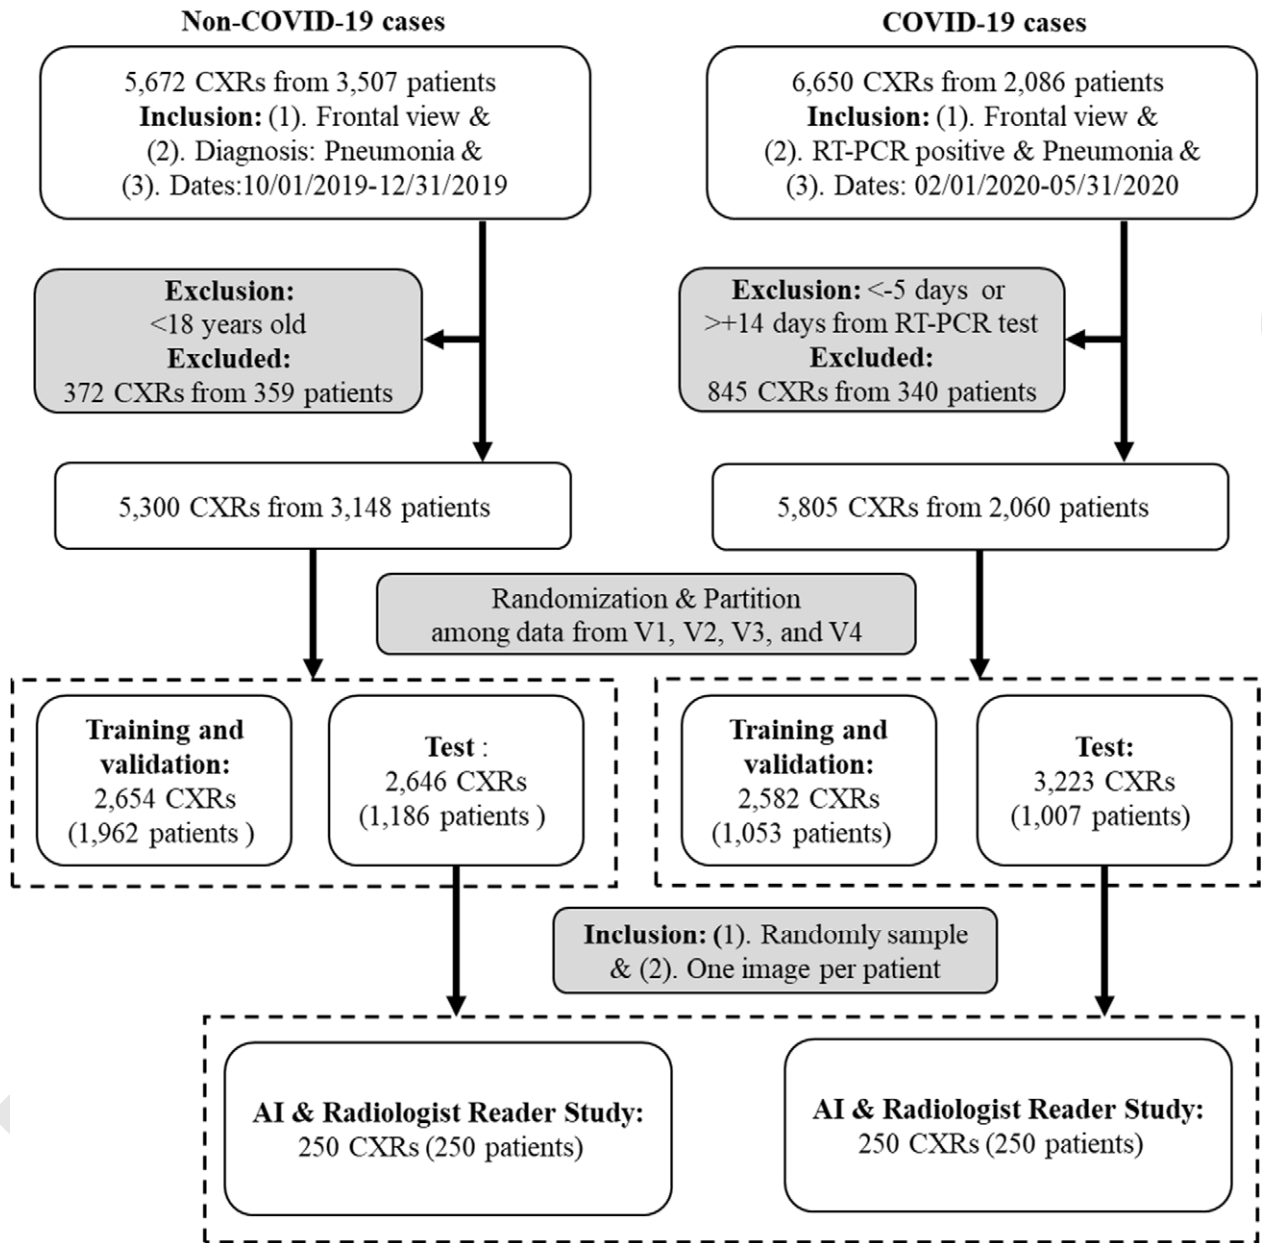 Non-COVID-19 cases
5,672 CXRs from 3,507 patients
Inclusion: (1). Frontal view &
(2). Diagnosis: Pneumonia &
(3). Dates:10/01/2019-12/31/2019
COVID-19 cases
6,650 CXRs from 2,086 patients
Inclusion: (1). Frontal view &
(2). RT-PCR positive & Pneumonia &
(3). Dates: 02/01/2020-05/31/2020
Exclusion:
<18 years old
Excluded:
372 CXRs from 359 patients
Exclusion: <-5 days or
>+14 days from RT-PCR test
Excluded:
845 CXRs from 340 patients
5,300 CXRs from 3,148 patients
5,805 CXRs from 2,060 patients
Randomization & Partition
among data from V1, V2, V3, and V4
Training and
validation:
2,654 CXRs
(1,962 patients )
Test :
2,646 CXRs
(1,186 patients )
Training and
validation:
2,582 CXRs
(1,053 patients)
Test:
3,223 CXRs
(1,007 patients)
Inclusion: (1). Randomly sample
& (2). One image per patient
AI & Radiologist Reader Study:
250 CXRs (250 patients)
AI & Radiologist Reader Study:
250 CXRs (250 patients)